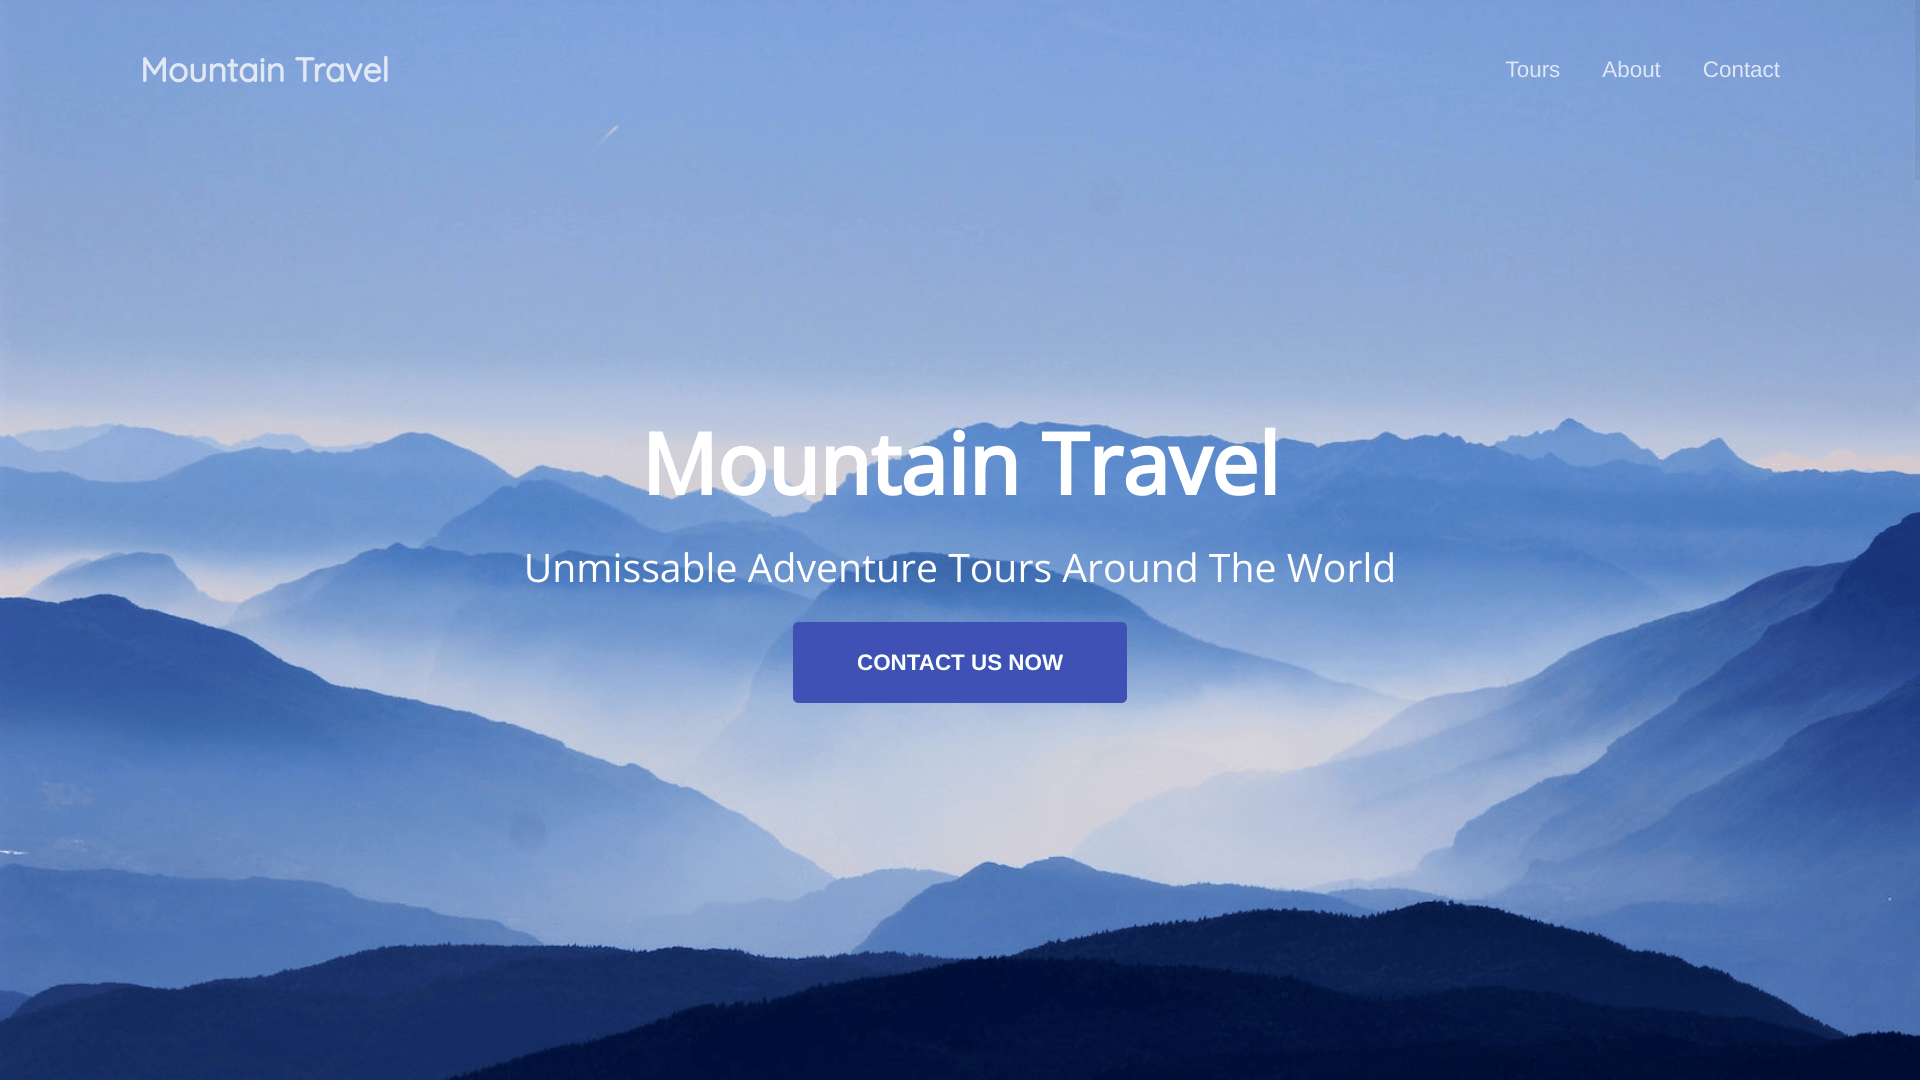 Mountain Travel
Tours
About
Contact
Mountain Travel
Unmissable Adventure Tours Around The World
CONTACT US NOW